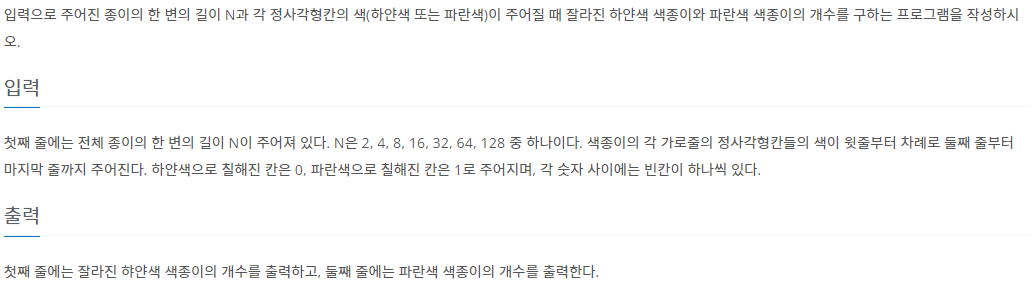 입력으로 주어진 종이의 한 변의 길이 N과 각 정사각형칸의 색(하얀색 또는 파란색)이 주어질 때 잘라진 하얀색 색종이와 파란색 색종이의 개수를 구하는 프로그램을 작성하시
오.
입력
첫째 줄에는 전체 종이의 한 변의 길이 N이 주어져 있다. N은 2, 4, 8, 16, 32, 64, 128 중 하나이다. 색종이의 각 가로줄의 정사각형칸들의 색이 윗줄부터 차례로 둘째 줄부터
마지막 줄까지 주어진다. 하얀색으로 칠해진 칸은 0, 파란색으로 칠해진 칸은 1로 주어지며, 각 숫자 사이에는 빈칸이 하나씩 있다.
출력
첫째 줄에는 잘라진 햐얀색 색종이의 개수를 출력하고, 둘째 줄에는 파란색 색종이의 개수를 출력한다.